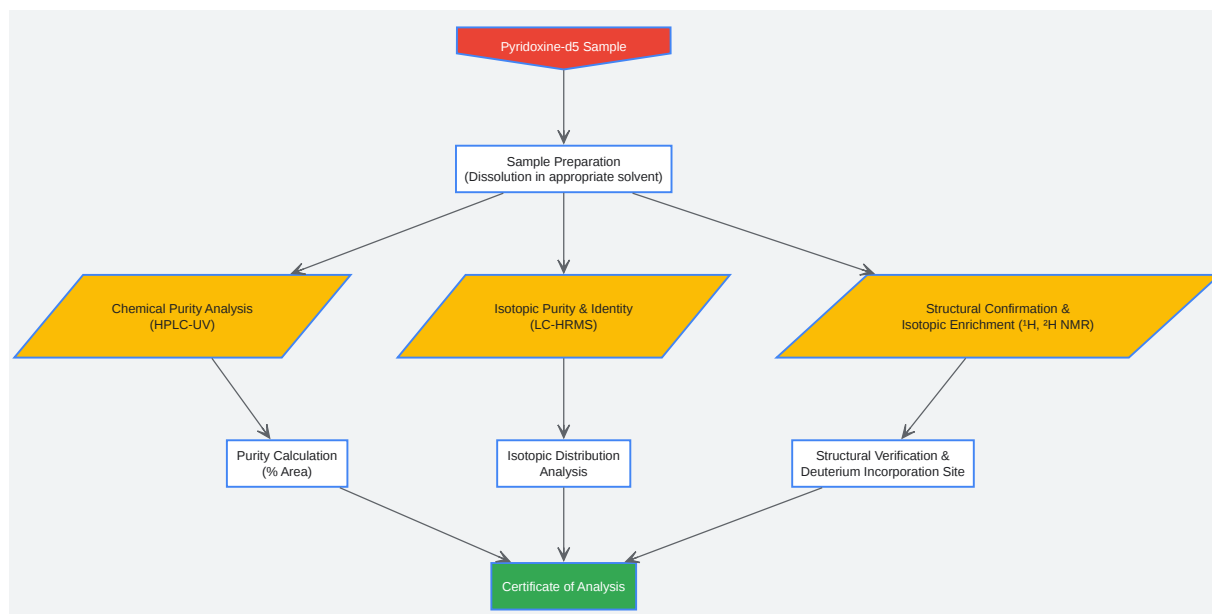 Pyridoxine-d5 Sample
Sample Preparation
(Dissolution in appropriate solvent)
Chemical Purity Analysis
(HPLC-UV)
Isotopic Purity & Identity
(LC-HRMS)
Structural Confirmation &
Isotopic Enrichment (¹H, ²H NMR)
Purity Calculation
(% Area)
Isotopic Distribution
Analysis
Structural Verification &
Deuterium Incorporation Site
Certificate of Analysis